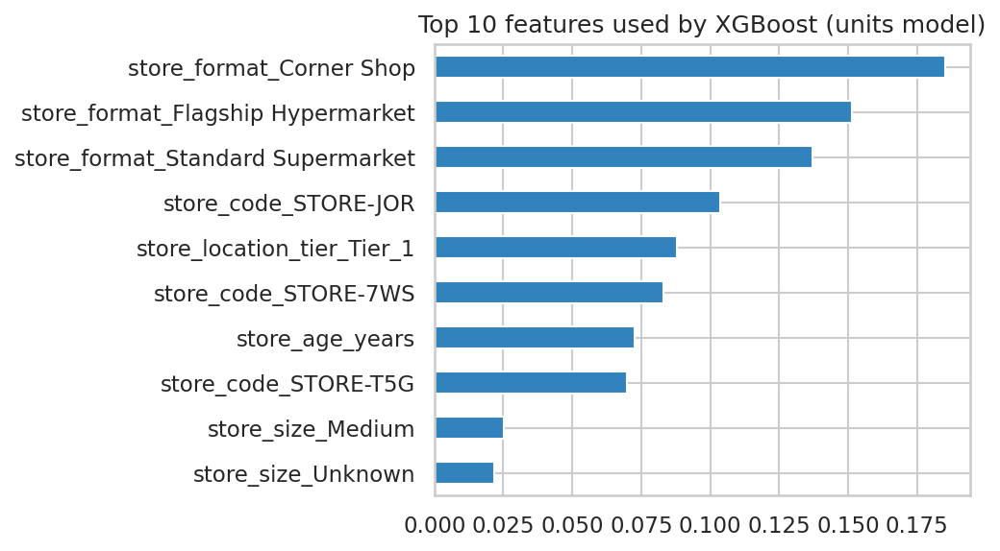 Top 10 features used by XGBoost (units model)
store_format_Corner Shop
store_format_Flagship Hypermarket
store_format_Standard Supermarket
store_code_STORE-JOR
store_location_tier_Tier_1
store_code_STORE-7WS
store_age_years
store_code_STORE-T5G
store_size_Medium
store_size_Unknown
0.000 0.025 0.050 0.075 0.100 0.125 0.150 0.175